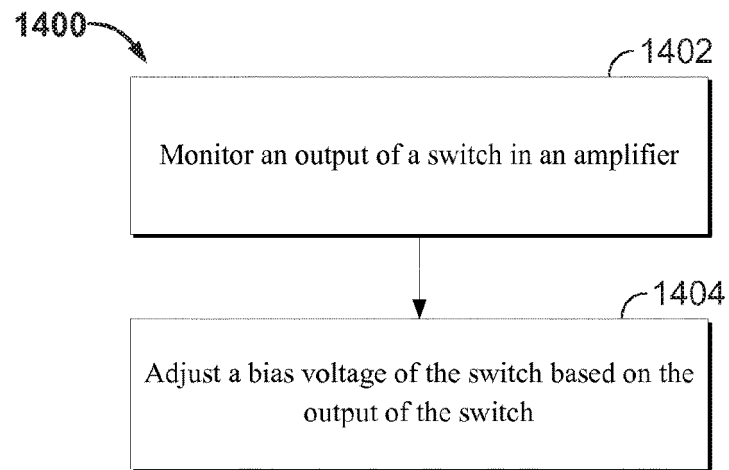 1400
1402
Monitor an output of a switch in an amplifier
1404
Adjust a bias voltage of the switch based on the
output of the switch